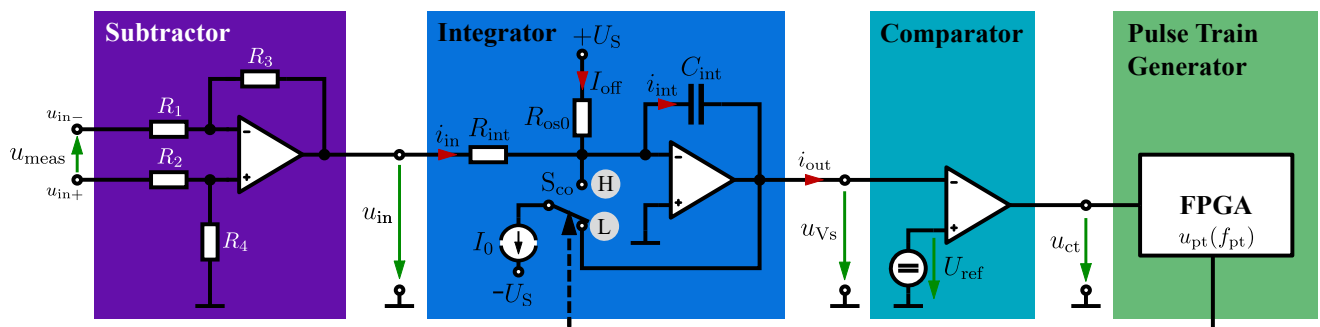 Subtractor
Integrator
Comparator
Pulse Train
Generator
+U_S
R_3
C_int
I_off
i_int
u_in−
R_1
−
R_os0
i_in
R_int
u_meas
R_2
−
u_in+
+
S_co
H
i_out
−
+
L
FPGA
R_4
u_in
I_0
u_Vs
+
U_ref
u_ct
u_pt(f_pt)
−U_S